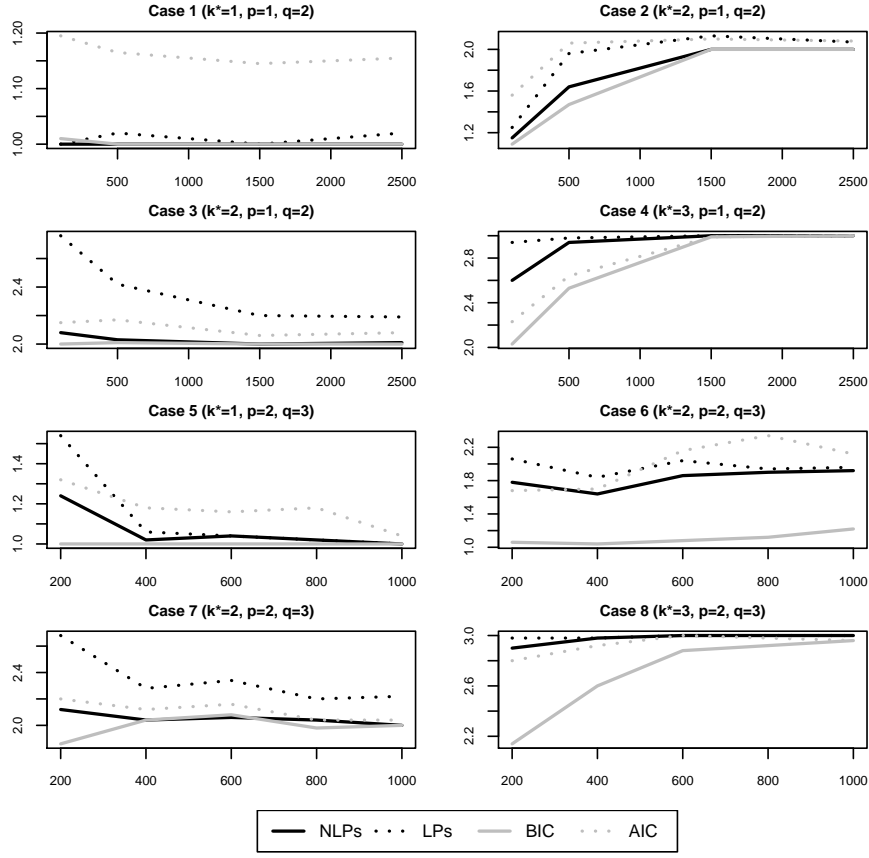 Case 1 (k*=1, p=1, q=2)
1.00 1.10 1.20
500 1000 1500 2000 2500
Case 2 (k*=2, p=1, q=2)
1.2 1.6 2.0
500 1000 1500 2000 2500
Case 3 (k*=2, p=1, q=2)
2.0 2.4
500 1000 1500 2000 2500
Case 4 (k*=3, p=1, q=2)
2.0 2.4 2.8
500 1000 1500 2000 2500
Case 5 (k*=1, p=2, q=3)
1.0 1.2 1.4
200 400 600 800 1000
Case 6 (k*=2, p=2, q=3)
1.0 1.4 1.8 2.2
200 400 600 800 1000
Case 7 (k*=2, p=2, q=3)
2.0 2.4
200 400 600 800 1000
Case 8 (k*=3, p=2, q=3)
2.2 2.6 3.0
200 400 600 800 1000
NLPs LPs BIC AIC